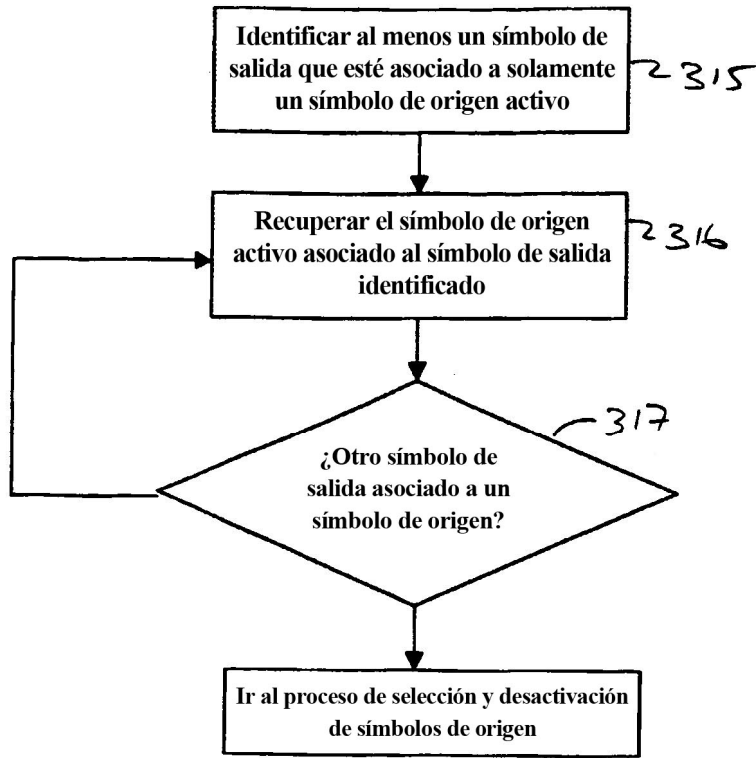 Identificar al menos un símbolo de
salida que esté asociado a solamente
un símbolo de origen activo
315
Recuperar el símbolo de origen
activo asociado al símbolo de salida
identificado
316
317
¿Otro símbolo de
salida asociado a un
símbolo de origen?
Ir al proceso de selección y desactivación
de símbolos de origen